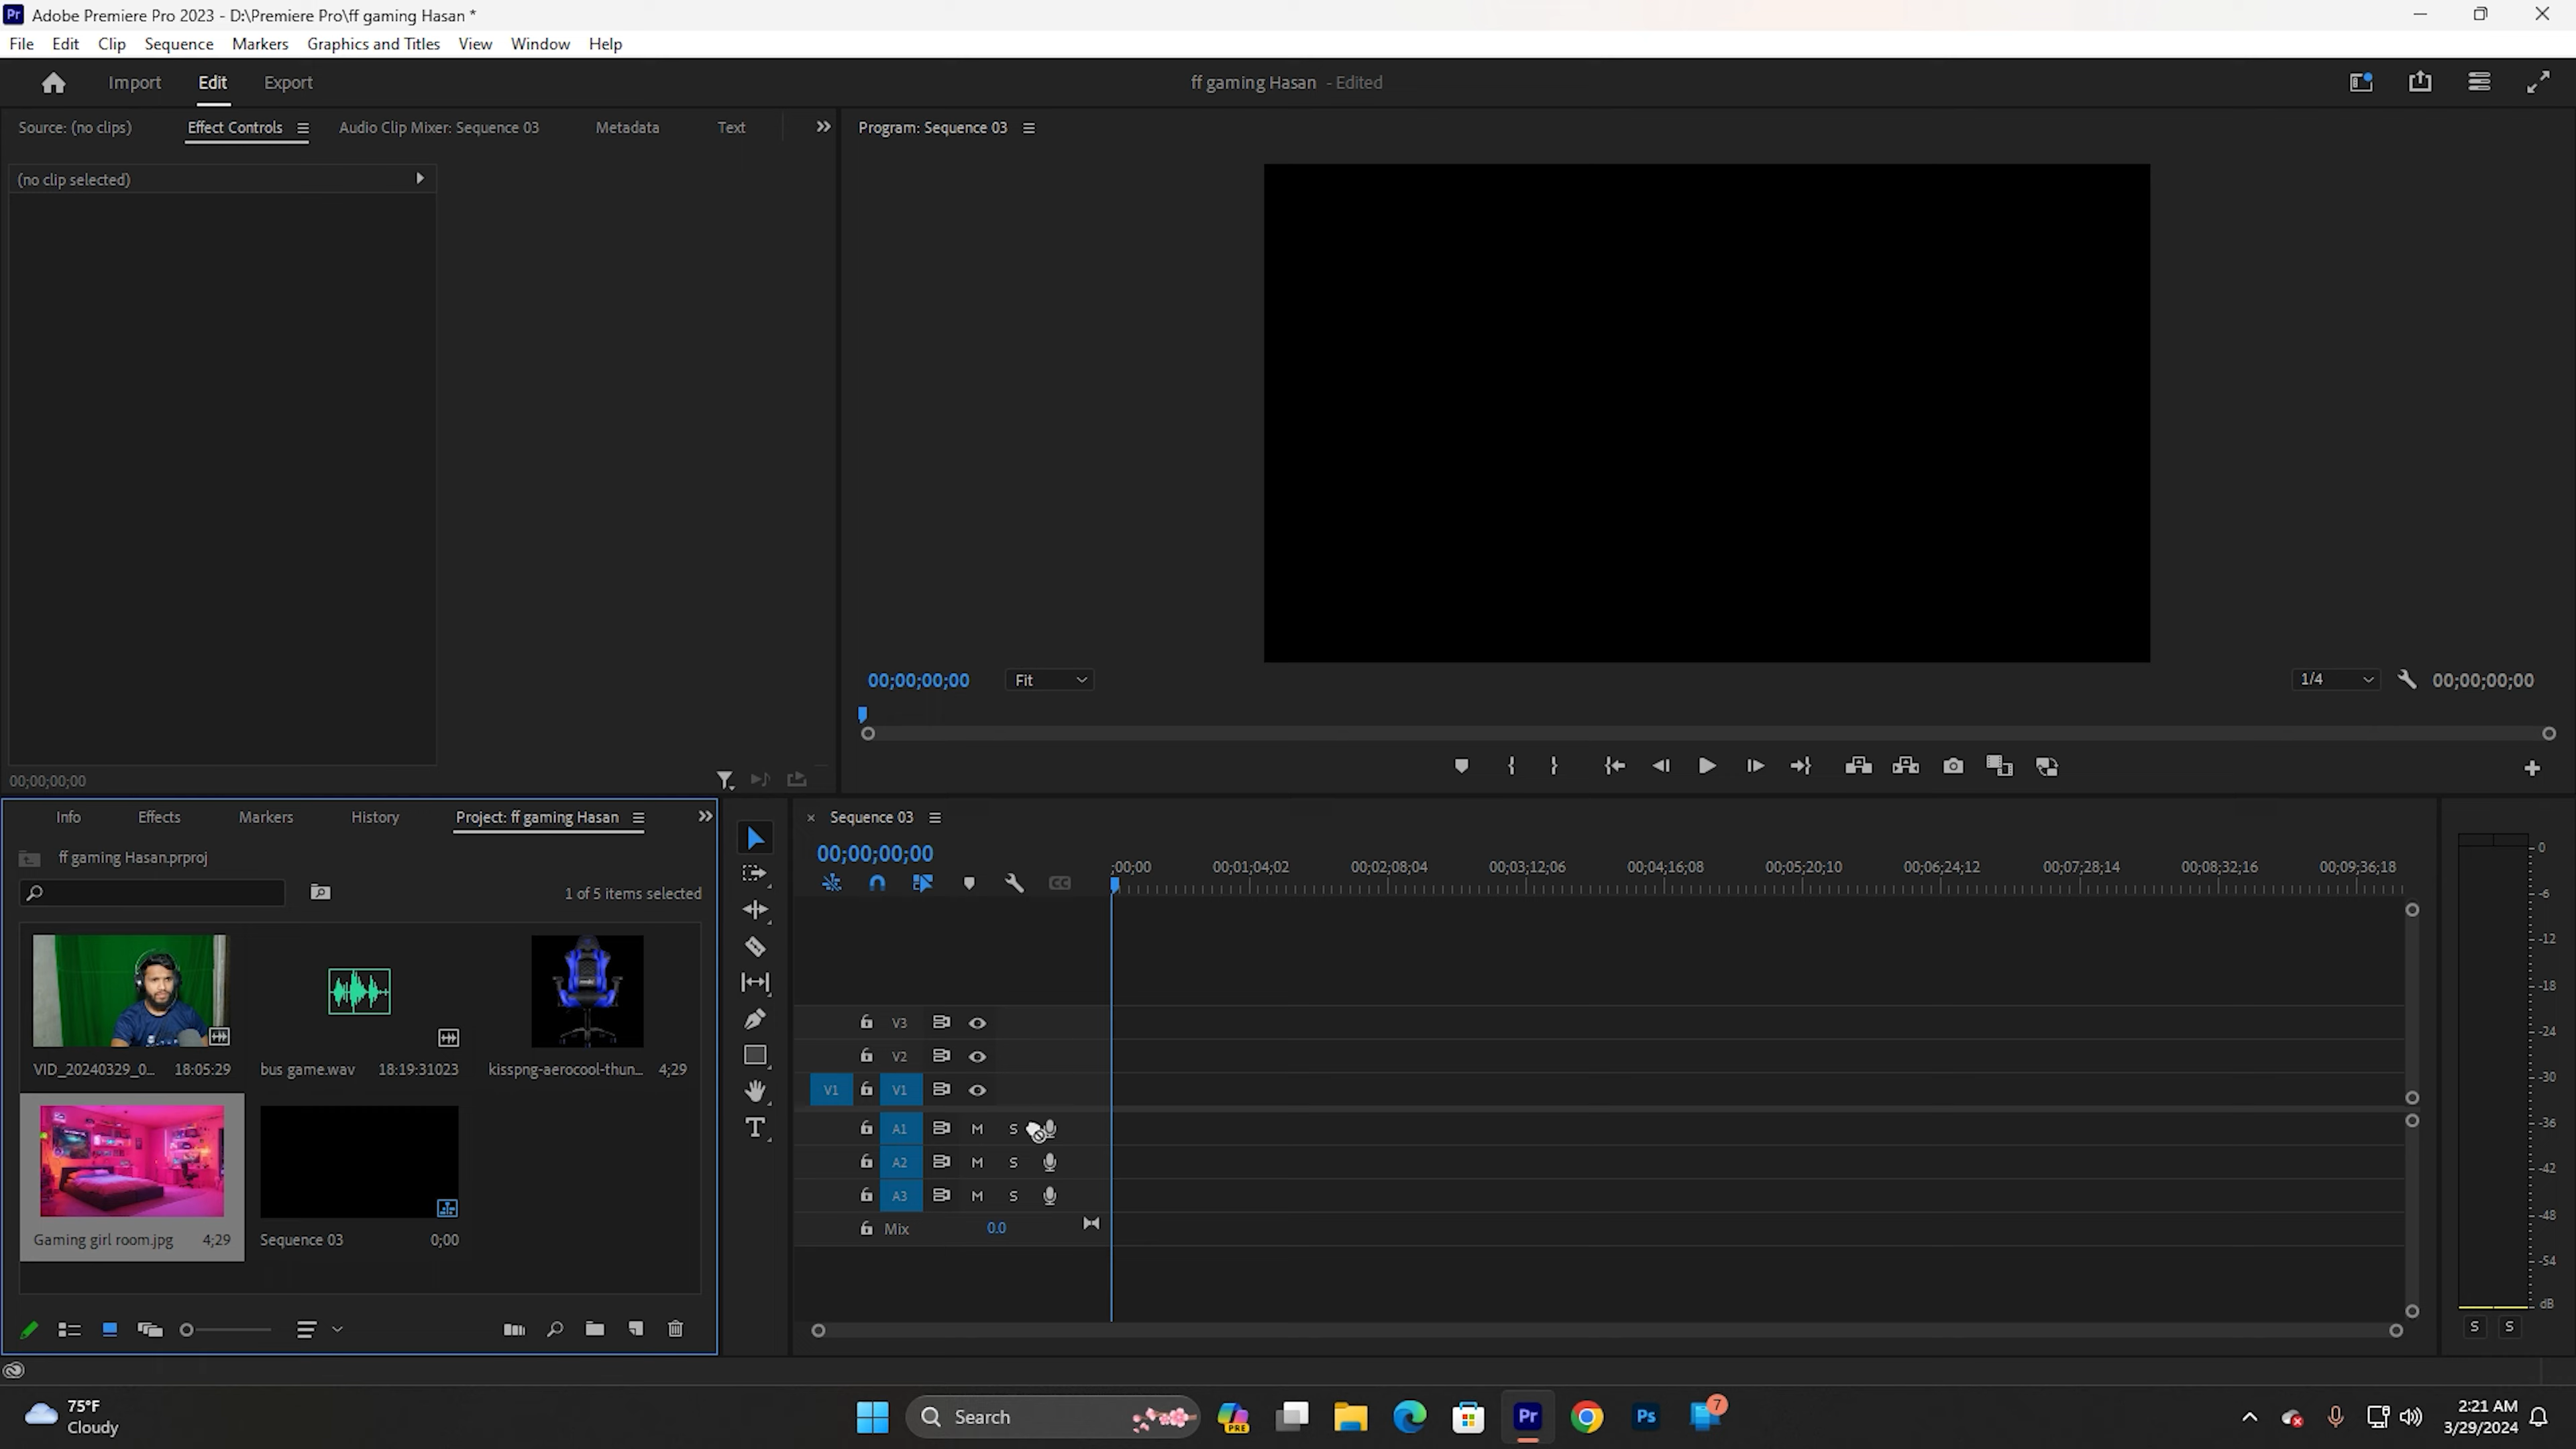 Pr Adobe Premiere Pro 2023 - D:\Premiere Pro\ff gaming Hasan *
File Edit Clip Sequence Markers Graphics and Titles View Window Help
Import Edit Export ff gaming Hasan - Edited
Source: (no clips) Effect Controls Audio Clip Mixer: Sequence 03 Metadata Text
Program: Sequence 03
(no clip selected)
00;00;00;00 Fit 1/4 00;00;00;00
00;00;00;00
Info Effects Markers History Project: ff gaming Hasan
ff gaming Hasan.prproj
1 of 5 items selected
VID_20240329_0... 18:05:29 bus game.wav 18:19:31023 kisspng-aerocool-thun... 4;29
Gaming girl room.jpg 4;29 Sequence 03 0;00
× Sequence 03
00;00;00;00
;00;00 00;01;04;02 00;02;08;04 00;03;12;06 00;04;16;08 00;05;20;10 00;06;24;12 00;07;28;14 00;08;32;16 00;09;36;18
CC
V3
V2
V1 V1
A1 M S
A2 M S
A3 M S
Mix 0.0
T
0
-6
-12
-18
-24
-30
-36
-42
-48
-54
dB
S S
75°F
Cloudy
Search
PRE
Pr
Ps
7
2:21 AM
3/29/2024